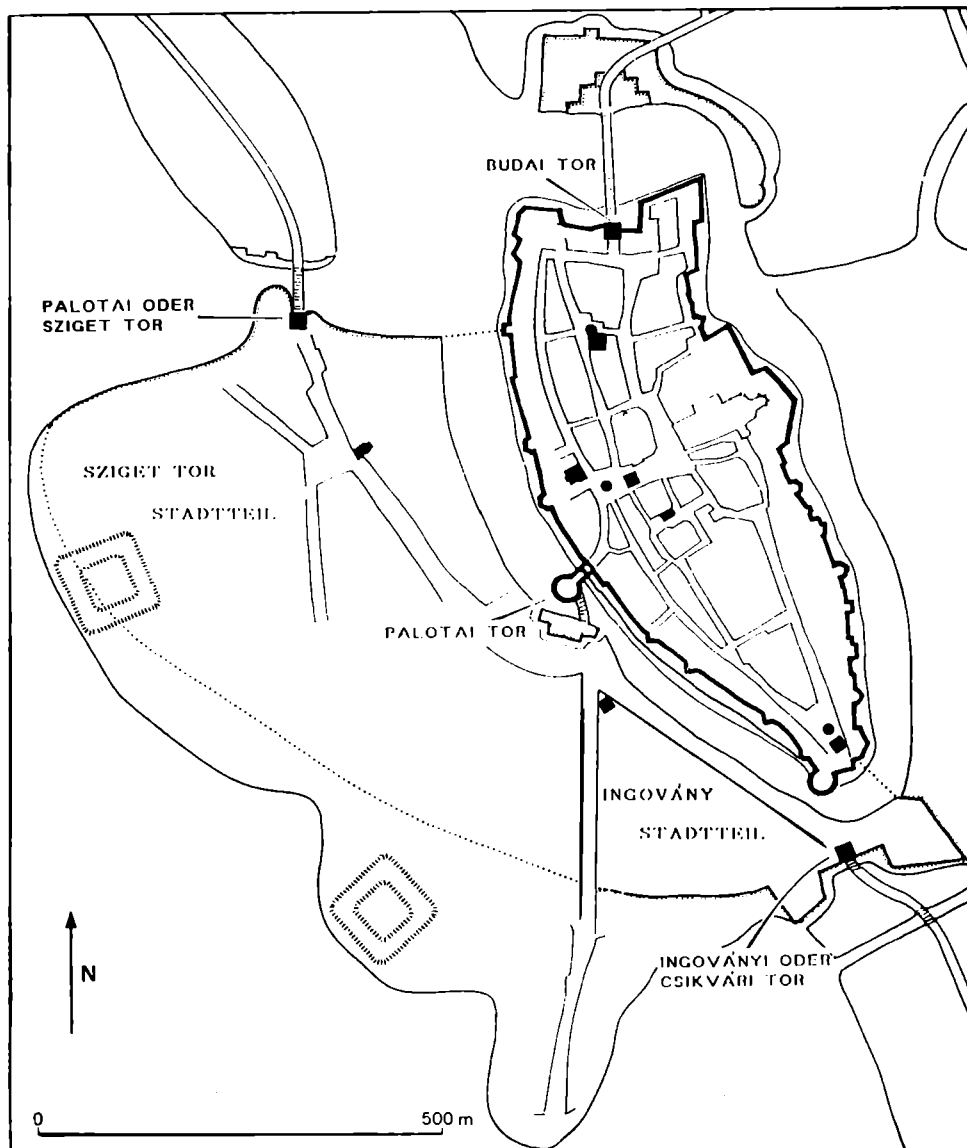 BUDAI TOR
PALOTAI ODER
SZIGET TOR
SZIGET TOR
STADTTEIL
PALOTAI TOR
INGOVÁNY
STADTTEIL
INGOVÁNYI ODER
CSIKVÁRI TOR
N
0 500 m